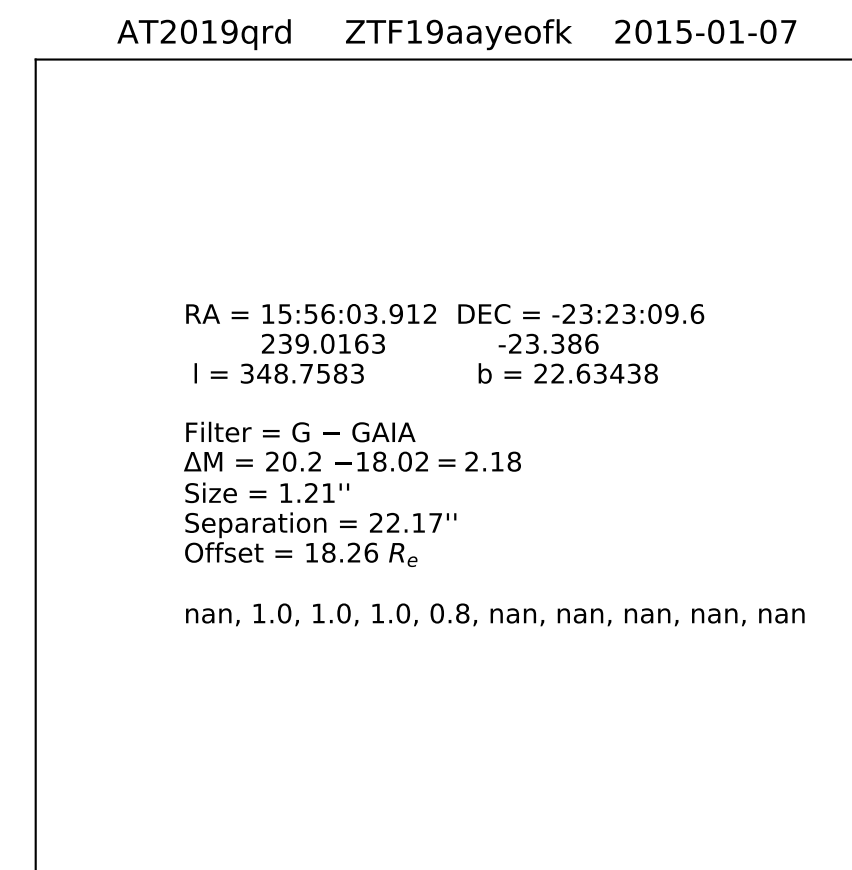 AT2019qrd ZTF19aayeofk 2015-01-07
RA = 15:56:03.912 DEC = -23:23:09.6
239.0163 -23.386
l = 348.7583 b = 22.63438
Filter = G − GAIA
ΔM = 20.2 −18.02 = 2.18
Size = 1.21''
Separation = 22.17''
Offset = 18.26 Re
nan, 1.0, 1.0, 1.0, 0.8, nan, nan, nan, nan, nan